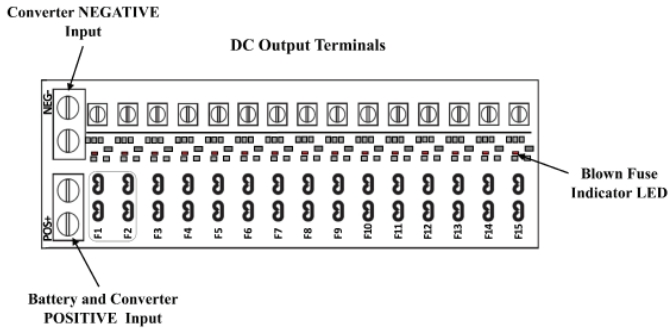 Converter NEGATIVE
Input
DC Output Terminals
NEG-
Blown Fuse
Indicator LED
POS+
F1
F2
F3
F4
F5
F6
F7
F8
F9
F10
F11
F12
F13
F14
F15
Battery and Converter
POSITIVE Input